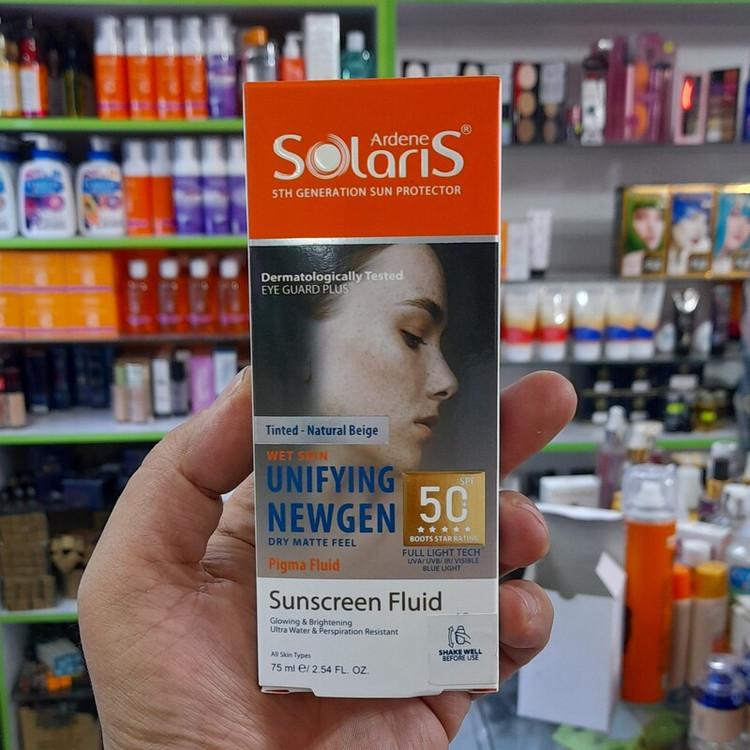 Ardene
SOLariS®
5TH GENERATION SUN PROTECTOR
Dermatologically Tested
EYE GUARD PLUS
Tinted - Natural Beige
WET SKIN
UNIFYING
NEWGEN
DRY MATTE FEEL
Pigma Fluid
SPF
50+
BOOTS STAR RATING
FULL LIGHT TECH
UVA/ UVB/ IR/ VISIBLE
BLUE LIGHT
Sunscreen Fluid
Glowing & Brightening
Ultra Water & Perspiration Resistant
All Skin Types
75 ml ℮/ 2.54 FL. OZ.
SHAKE WELL
BEFORE USE